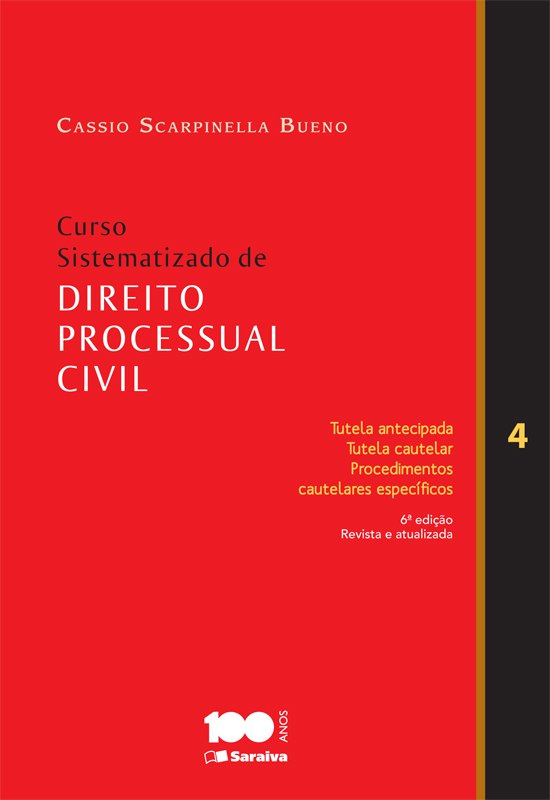 CASSIO SCARPINELLA BUENO
Curso
Sistematizado de
DIREITO
PROCESSUAL
CIVIL
Tutela antecipada
Tutela cautelar
Procedimentos
cautelares específicos
4
6ª edição
Revista e atualizada
100 ANOS
Saraiva